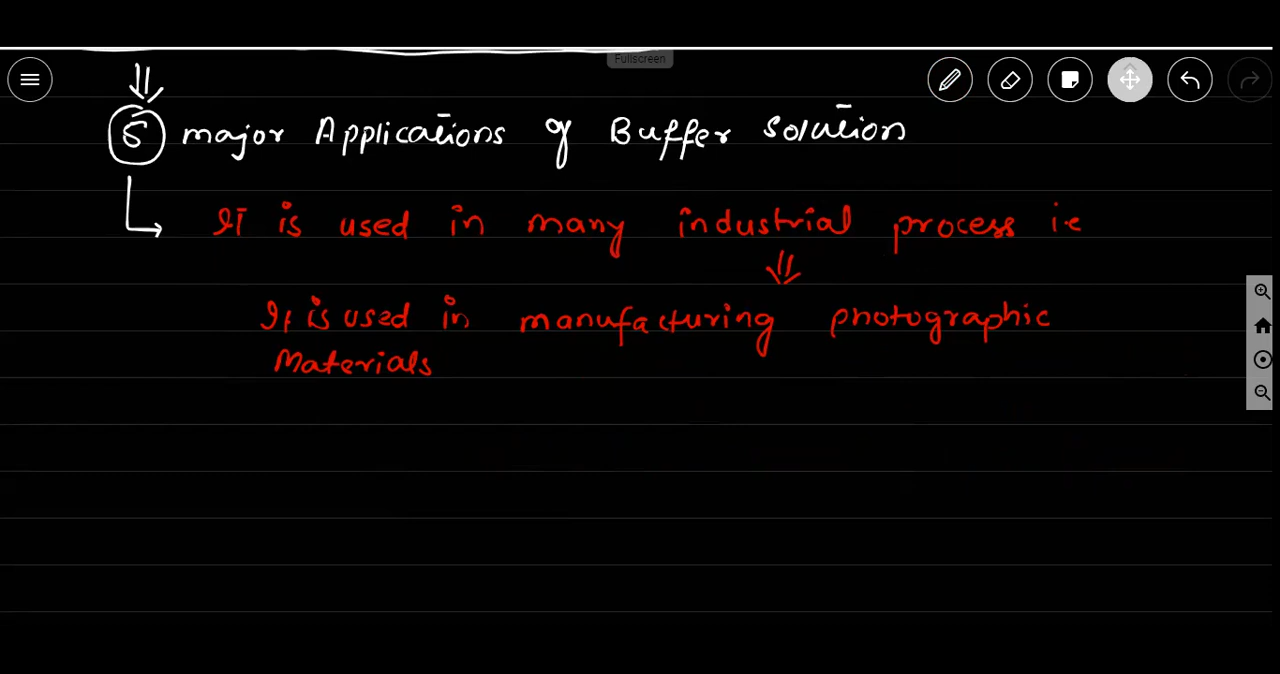 Fullscreen
5 major Applications of Buffer Solution
It is used in many industrial process i.e
It is used in manufacturing photographic
Materials